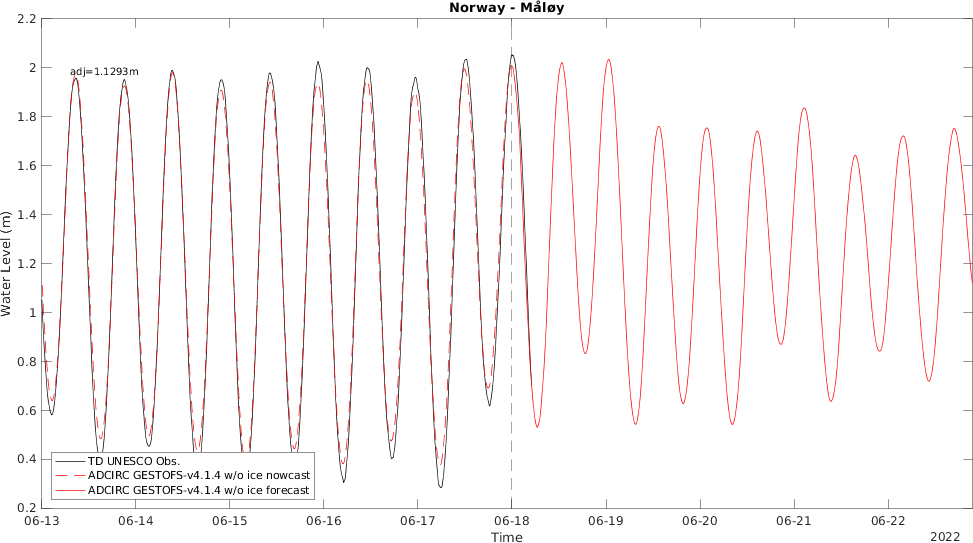 Norway - Måløy
2.2
2
1.8
1.6
1.4
1.2
1
0.8
0.6
0.4
0.2
Water Level (m)
adj=1.1293m
TD UNESCO Obs.
ADCIRC GESTOFS-v4.1.4 w/o ice nowcast
ADCIRC GESTOFS-v4.1.4 w/o ice forecast
06-13 06-14 06-15 06-16 06-17 06-18 06-19 06-20 06-21 06-22
Time
2022